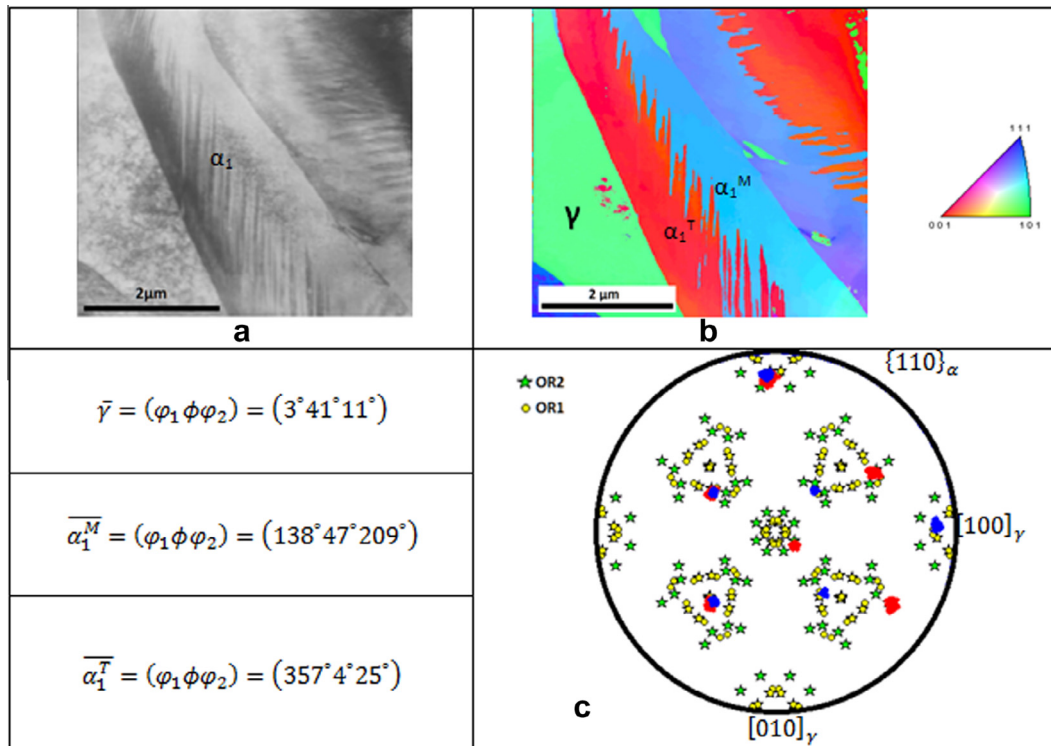 α₁
2μm
a
γ
α₁ᵀ
α₁ᴹ
2 μm
b
111
001
101
γ̄ = (φ₁ϕφ₂) = (3°41°11°)
α₁ᴹ‾ = (φ₁ϕφ₂) = (138°47°209°)
α₁ᵀ‾ = (φ₁ϕφ₂) = (357°4°25°)
OR2
OR1
{110}α
[100]γ
[010]γ
c